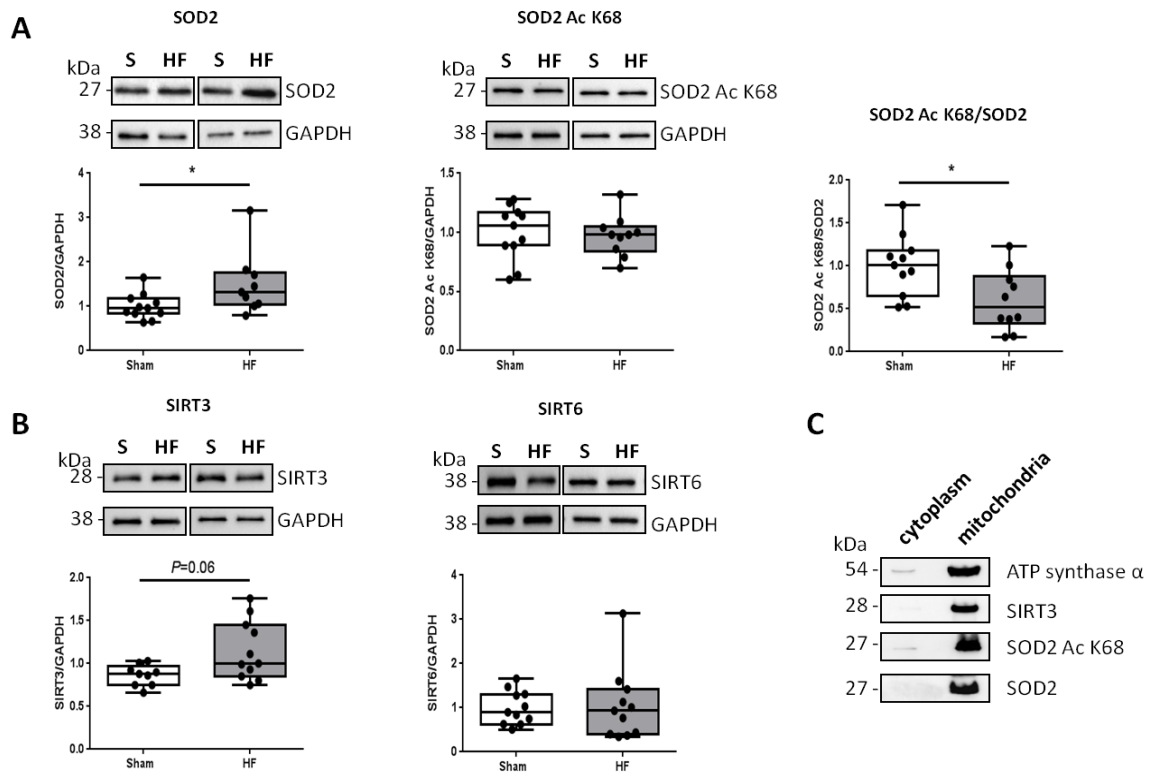 A
SOD2
S HF S HF
kDa
27 - SOD2
38 - GAPDH
*
SOD2/GAPDH
4
3
2
1
0
Sham HF
SOD2 Ac K68
S HF S HF
kDa
27 - SOD2 Ac K68
38 - GAPDH
SOD2 Ac K68/GAPDH
1.5
1.0
0.5
0.0
Sham HF
SOD2 Ac K68/SOD2
*
SOD2 Ac K68/SOD2
2.0
1.5
1.0
0.5
0.0
Sham HF
B
SIRT3
S HF S HF
kDa
28 - SIRT3
38 - GAPDH
P=0.06
SIRT3/GAPDH
2.0
1.5
1.0
0.5
0.0
Sham HF
SIRT6
S HF S HF
kDa
38 - SIRT6
38 - GAPDH
SIRT6/GAPDH
4
3
2
1
0
Sham HF
C
cytoplasm mitochondria
kDa
54 - ATP synthase α
28 - SIRT3
27 - SOD2 Ac K68
27 - SOD2